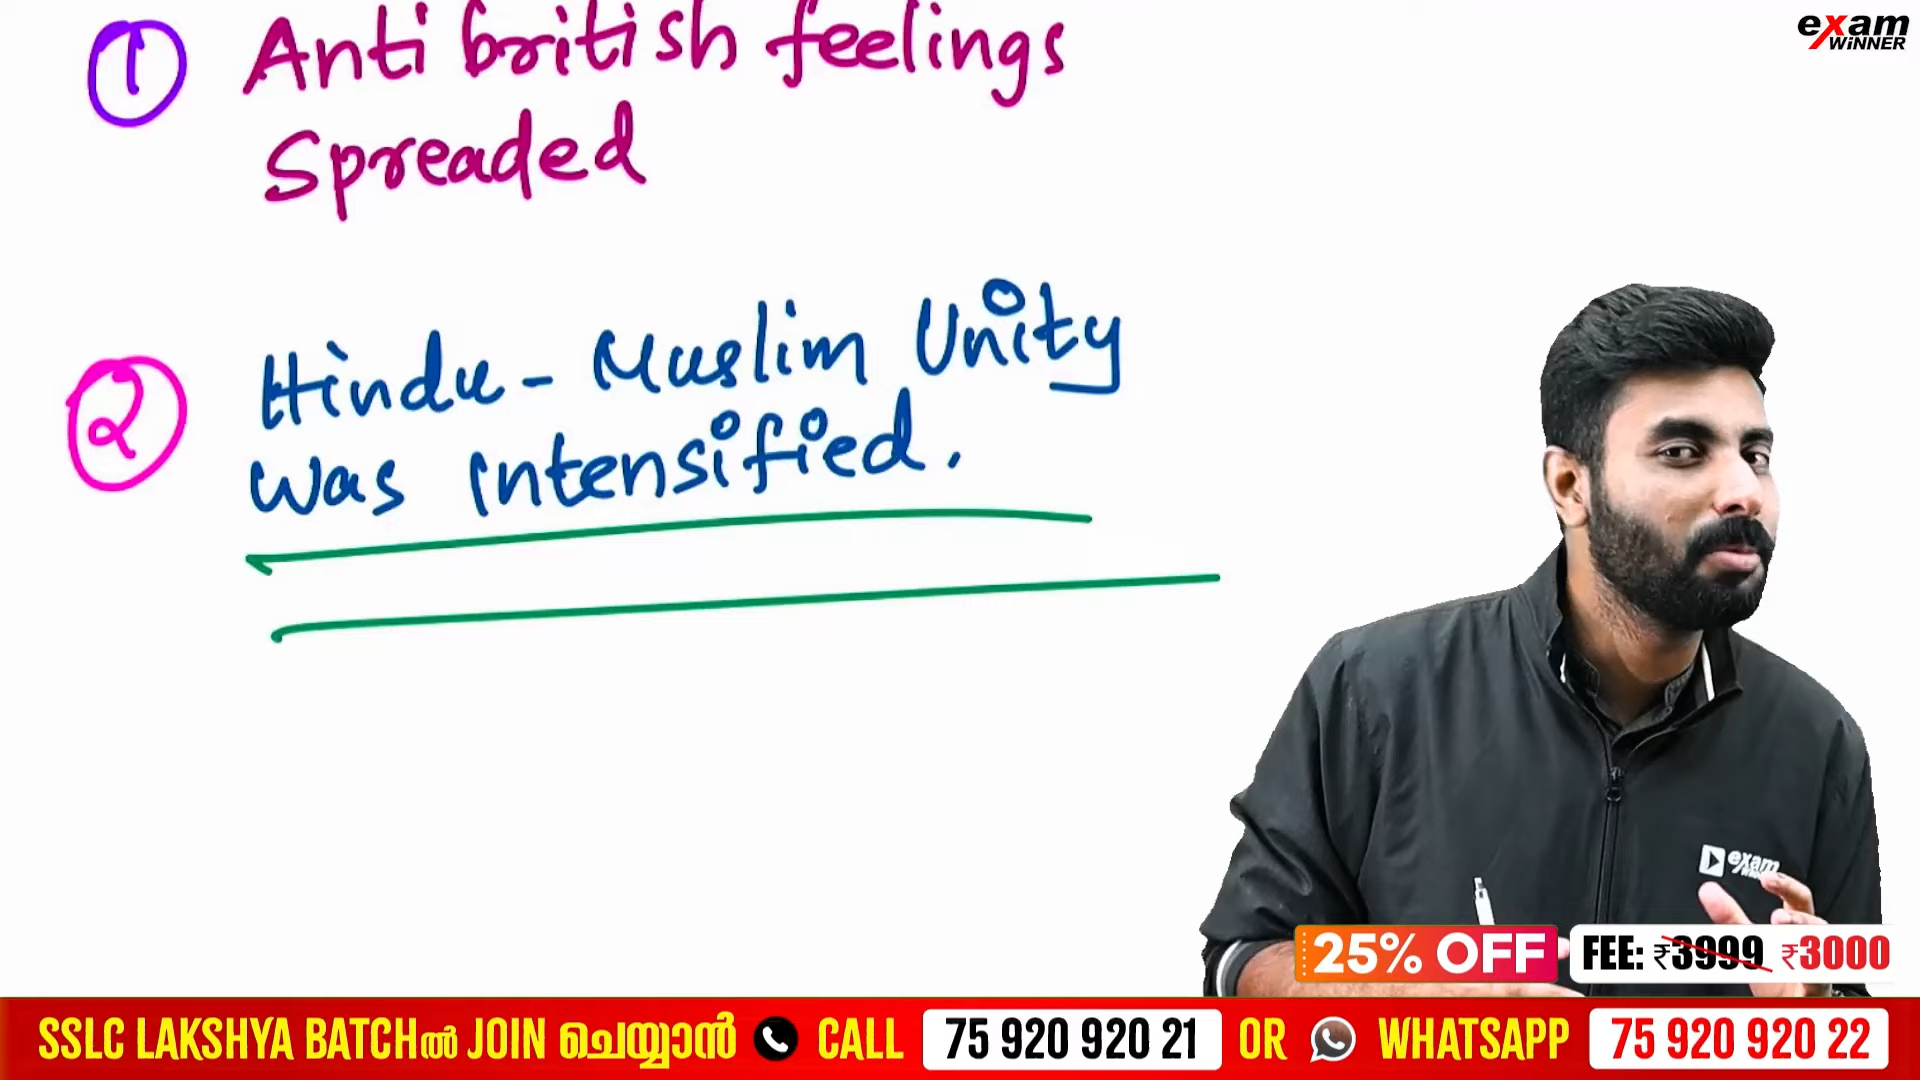 exam
WiNNER
1 Anti british feelings
Spreaded
2 Hindu - Muslim Unity
Was intensified.
exam
25% OFF FEE: ₹3999 ₹3000
SSLC LAKSHYA BATCHൽ JOIN ചെയ്യാൻ CALL 75 920 920 21 OR WHATSAPP 75 920 920 22